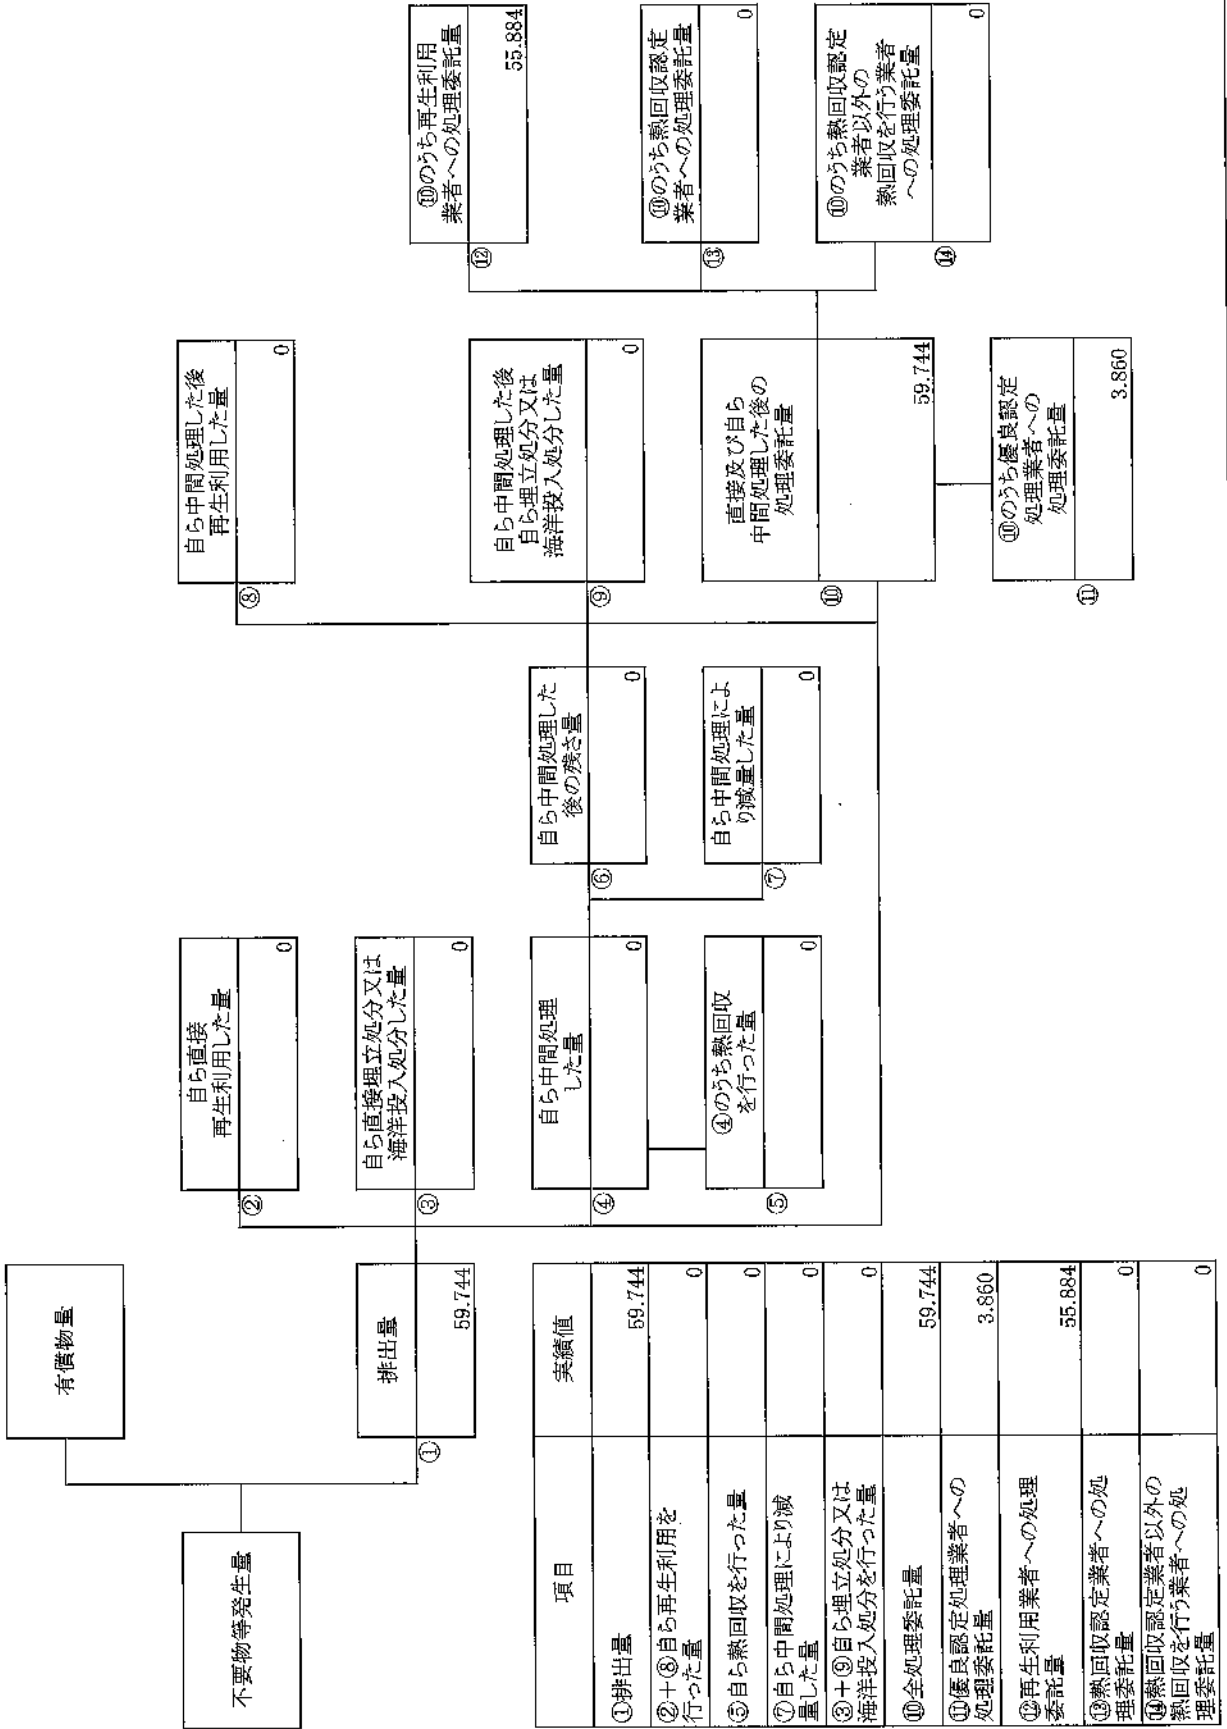 有償物量
不要物等発生量
①
排出量
59.744
②
自ら直接
再生利用した量
0
③
自ら直接埋立処分又は
海洋投入処分した量
0
④
自ら中間処理
した量
0
⑤
④のうち熱回収
を行った量
0
⑥
自ら中間処理した
後の残さ量
0
⑦
自ら中間処理によ
り減量した量
0
⑧
自ら中間処理した後
再生利用した量
0
⑨
自ら中間処理した後
自ら埋立処分又は
海洋投入処分した量
0
⑩
直接及び自ら
中間処理した後の
処理委託量
59.744
⑪
⑩のうち優良認定
処理業者への
処理委託量
3.860
⑫
⑩のうち再生利用
業者への処理委託量
55.884
⑬
⑩のうち熱回収認定
業者への処理委託量
0
⑭
⑩のうち熱回収認定
業者以外の
熱回収を行う業者
への処理委託量
0
項目
実績値
①排出量
59.744
②+⑧自ら再生利用を
行った量
0
⑤自ら熱回収を行った量
0
⑦自ら中間処理により減
量した量
0
③+⑨自ら埋立処分又は
海洋投入処分を行った量
0
⑩全処理委託量
59.744
⑪優良認定処理業者への
処理委託量
3.860
⑫再生利用業者への処理
委託量
55.884
⑬熱回収認定業者への処
理委託量
0
⑭熱回収認定業者以外の
熱回収を行う業者への処
理委託量
0